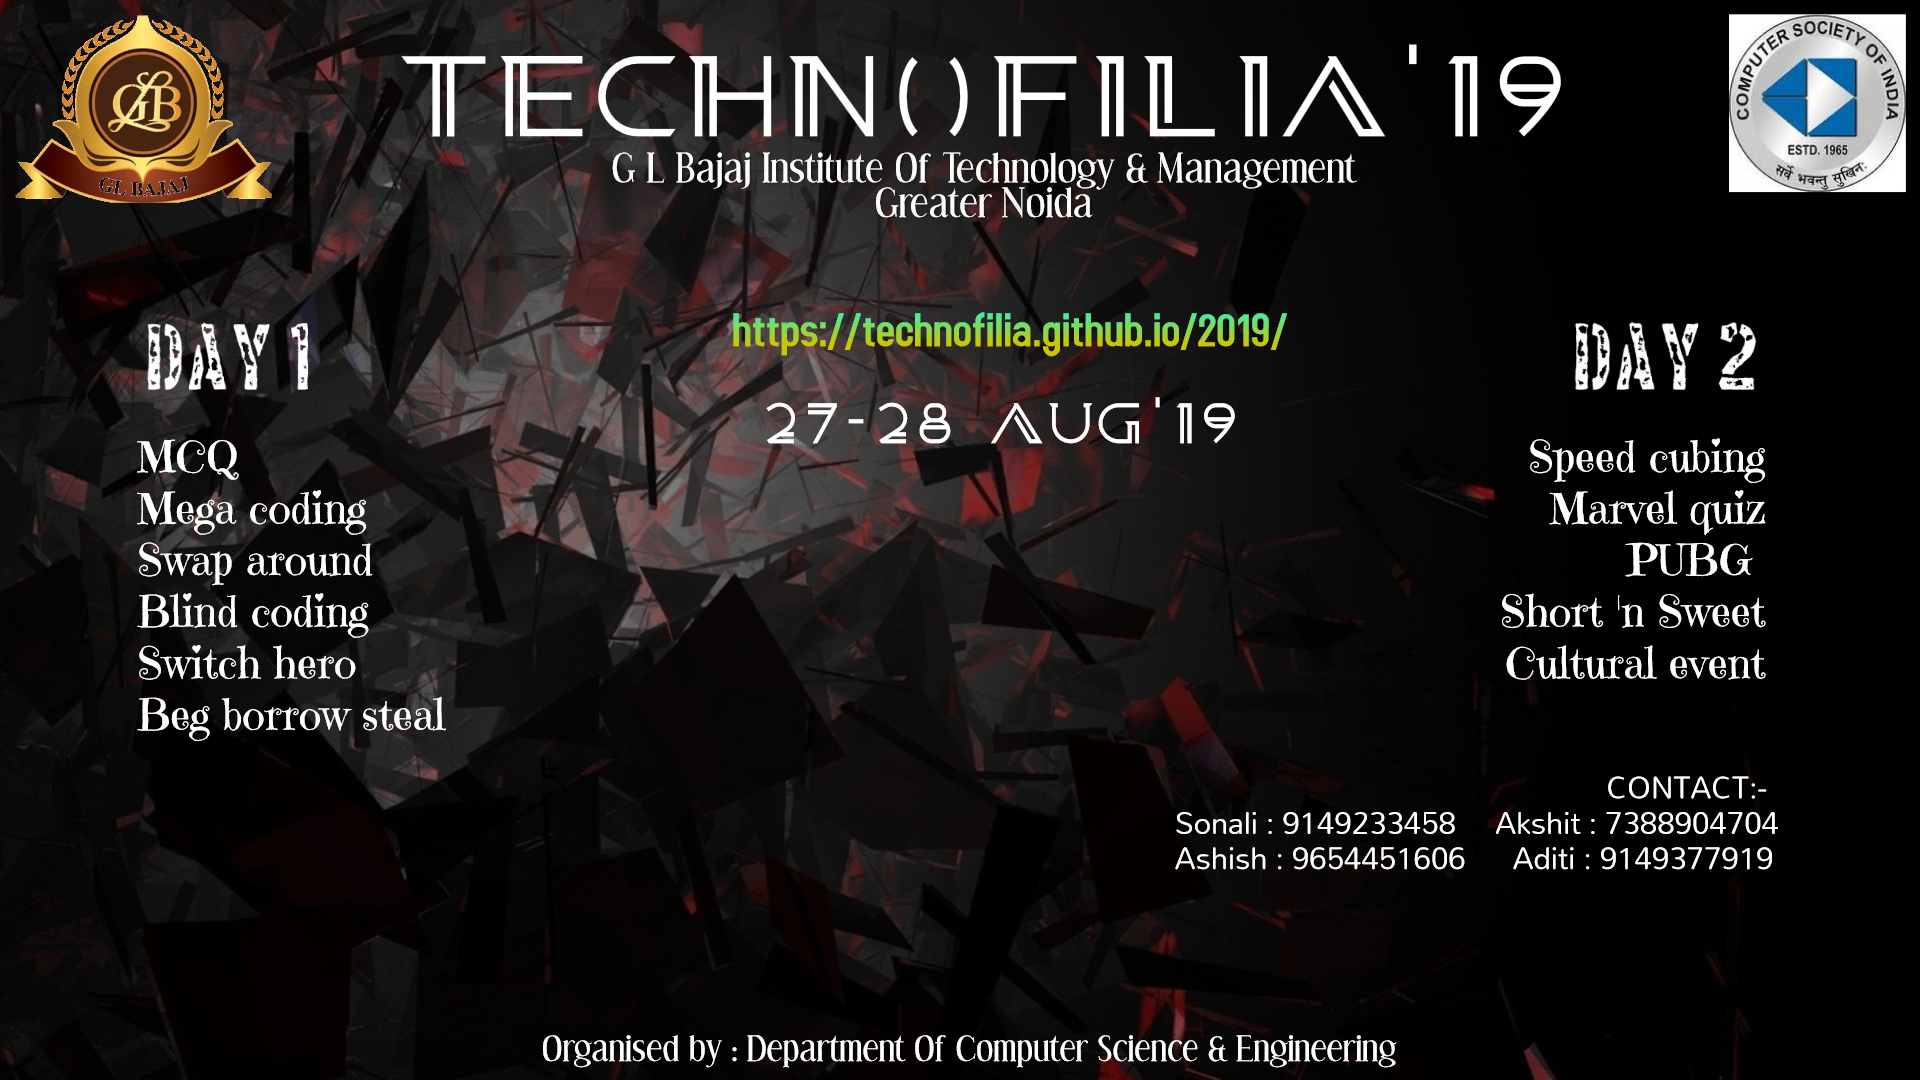 GLB
GL BAJAJ
TECHNOFILIA'19
G L Bajaj Institute Of Technology & Management
Greater Noida
COMPUTER SOCIETY OF INDIA
ESTD. 1965
सर्वे भवन्तु सुखिनः
https://technofilia.github.io/2019/
27-28 AUG'19
DAY 1
MCQ
Mega coding
Swap around
Blind coding
Switch hero
Beg borrow steal
DAY 2
Speed cubing
Marvel quiz
PUBG
Short 'n Sweet
Cultural event
CONTACT:-
Sonali : 9149233458 Akshit : 7388904704
Ashish : 9654451606 Aditi : 9149377919
Organised by : Department Of Computer Science & Engineering